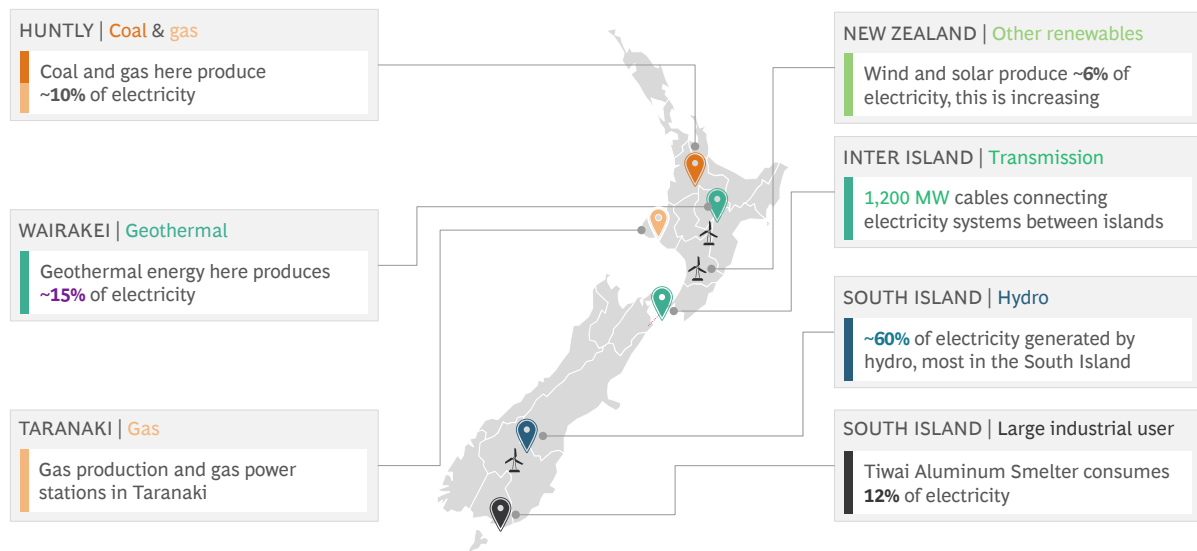 HUNTLY | Coal & gas
Coal and gas here produce
~10% of electricity
WAIRAKEI | Geothermal
Geothermal energy here produces
~15% of electricity
TARANAKI | Gas
Gas production and gas power
stations in Taranaki
NEW ZEALAND | Other renewables
Wind and solar produce ~6% of
electricity, this is increasing
INTER ISLAND | Transmission
1,200 MW cables connecting
electricity systems between islands
SOUTH ISLAND | Hydro
~60% of electricity generated by
hydro, most in the South Island
SOUTH ISLAND | Large industrial user
Tiwai Aluminum Smelter consumes
12% of electricity